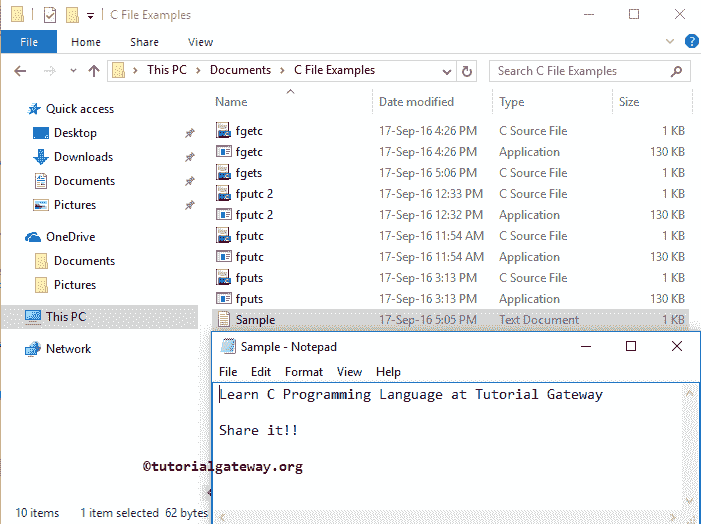 C File Examples
File Home Share View
This PC > Documents > C File Examples Search C File Examples
Name Date modified Type Size
Quick access
Desktop
Downloads
Documents
Pictures
OneDrive
Documents
Pictures
This PC
Network
fgetc 17-Sep-16 4:26 PM C Source File 1 KB
fgetc 17-Sep-16 4:26 PM Application 130 KB
fgets 17-Sep-16 5:06 PM C Source File 1 KB
fputc 2 17-Sep-16 12:33 PM C Source File 1 KB
fputc 2 17-Sep-16 12:32 PM Application 130 KB
fputc 17-Sep-16 11:54 AM C Source File 1 KB
fputc 17-Sep-16 11:54 AM Application 130 KB
fputs 17-Sep-16 3:13 PM C Source File 1 KB
fputs 17-Sep-16 3:13 PM Application 130 KB
Sample 17-Sep-16 5:05 PM Text Document 1 KB
Sample - Notepad
File Edit Format View Help
Learn C Programming Language at Tutorial Gateway
Share it!!
©tutorialgateway.org
10 items 1 item selected 62 bytes